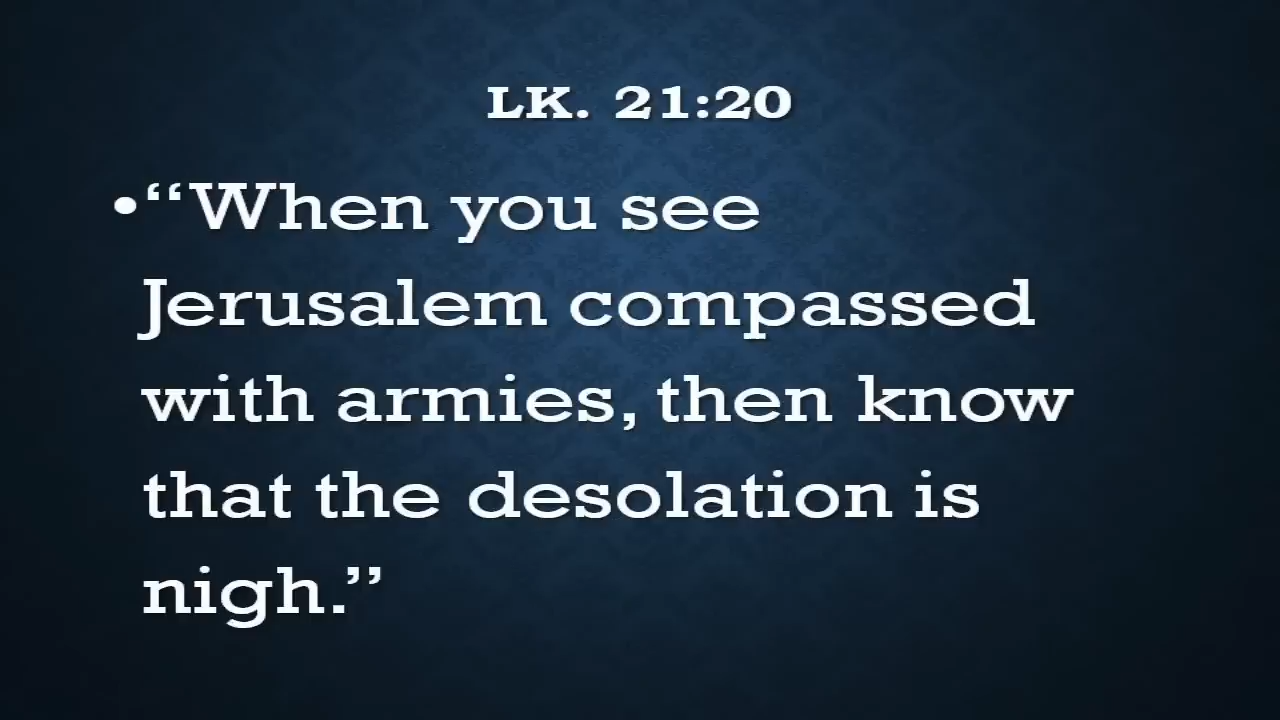 LK. 21:20
•“When you see
Jerusalem compassed
with armies, then know
that the desolation is
nigh.”